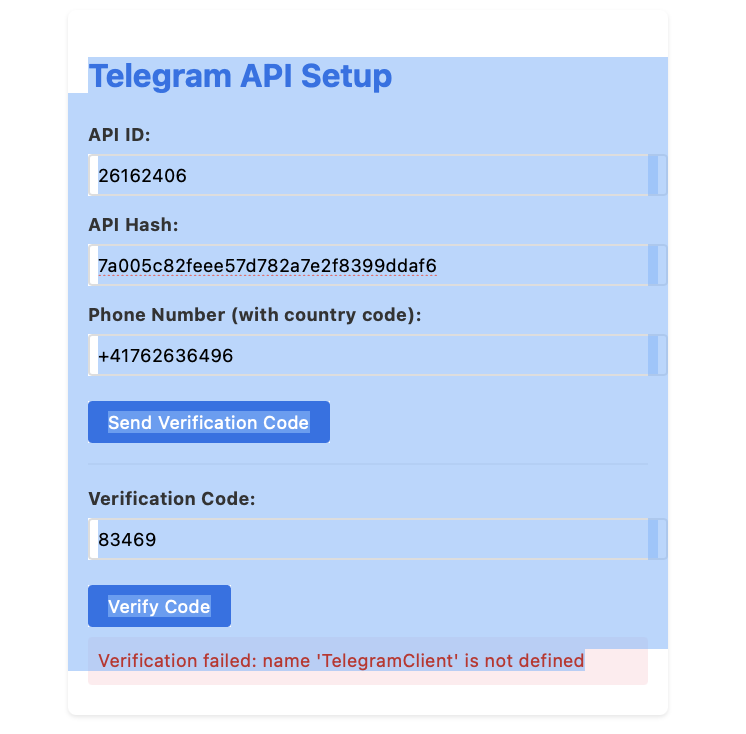 Telegram API Setup
API ID:
26162406
API Hash:
7a005c82feee57d782a7e2f8399ddaf6
Phone Number (with country code):
+41762636496
Send Verification Code
Verification Code:
83469
Verify Code
Verification failed: name 'TelegramClient' is not defined